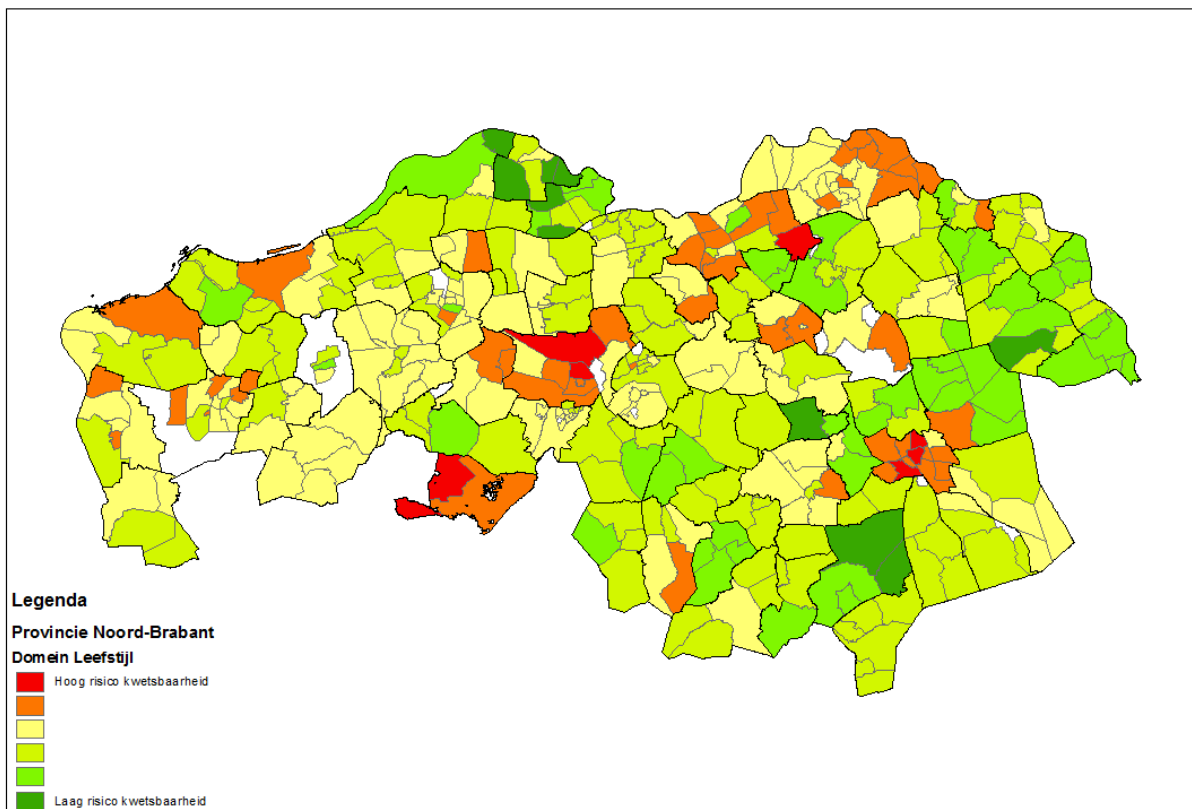 Legenda
Provincie Noord-Brabant
Domein Leefstijl
Hoog risico kwetsbaarheid
Laag risico kwetsbaarheid